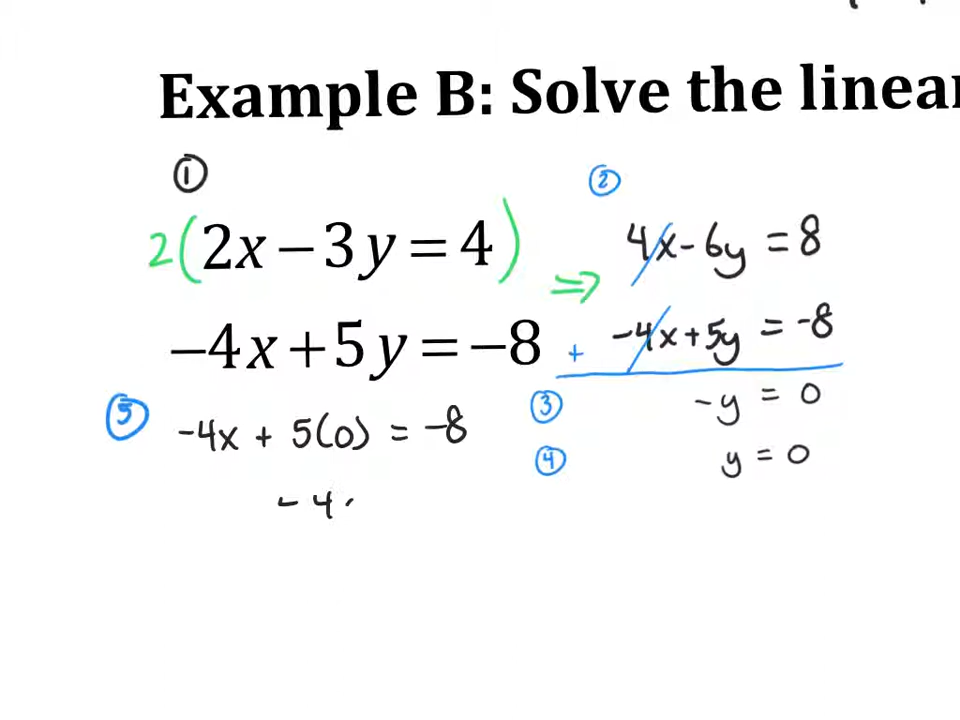 Example B: Solve the linear
①
②
2(2x − 3y = 4)
4x - 6y = 8
⇒
−4x + 5y = −8
+ -4x + 5y = -8
③ -y = 0
⑤ -4x + 5(0) = -8
④ y = 0
- 4